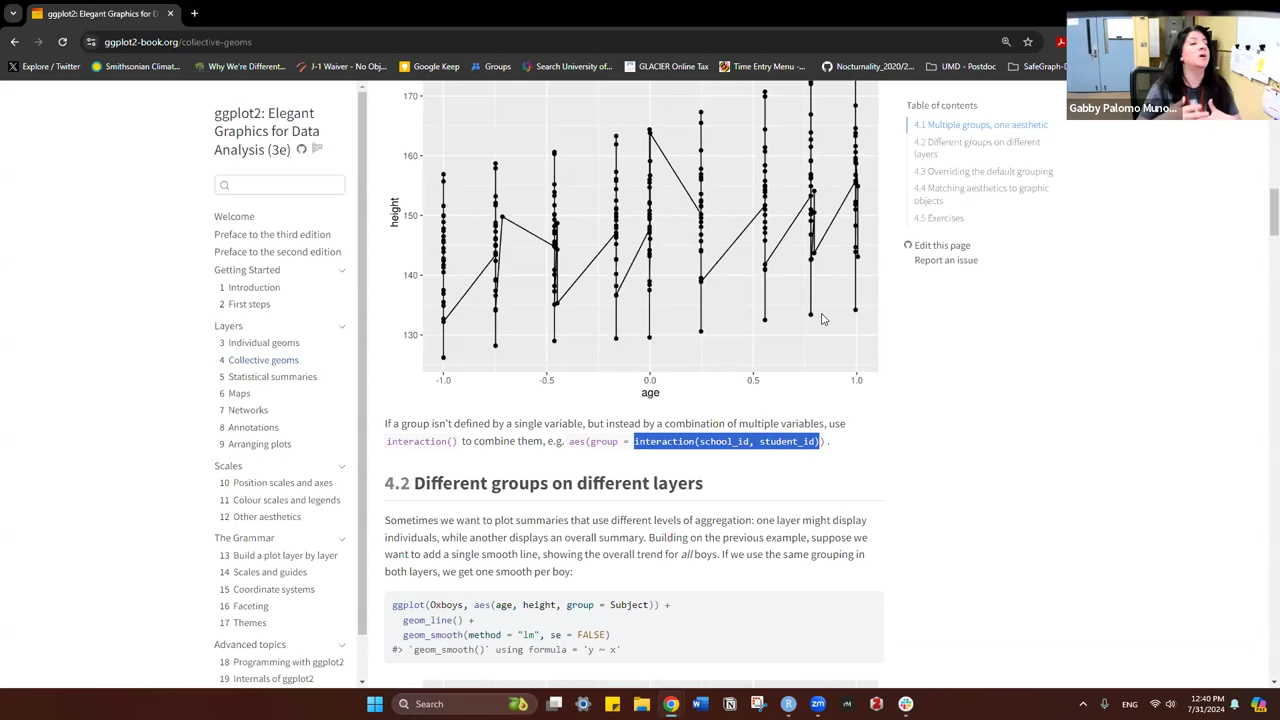 ggplot2: Elegant Graphics for D
ggplot2-book.org/collective-geoms
Explore / Twitter
Smithsonian Climat...
Why We're Different...
J-1 Waiver - No Obj...
Google Keep
GLACIER Online Tax
Time Entry Menu -...
Nocturnality_2020/2...
UMD - Postdoc
SafeGraph-D
Gabby Palomo Muno...
ggplot2: Elegant
Graphics for Data
Analysis (3e)
Welcome
Preface to the third edition
Preface to the second edition
Getting Started
1 Introduction
2 First steps
Layers
3 Individual geoms
4 Collective geoms
5 Statistical summaries
6 Maps
7 Networks
8 Annotations
9 Arranging plots
Scales
10 Position scales and axes
11 Colour scales and legends
12 Other aesthetics
The Grammar
13 Build a plot layer by layer
14 Scales and guides
15 Coordinate systems
16 Faceting
17 Themes
Advanced topics
18 Programming with ggplot2
19 Internals of ggplot2
170
160
150
140
130
height
-1.0
-0.5
0.0
0.5
1.0
age
If a group isn't defined by a single variable, but instead by a combination of multiple variables, use
interaction() to combine them, e.g. aes(group = interaction(school_id, student_id)).
4.2 Different groups on different layers
Sometimes we want to plot summaries that use different levels of aggregation: one layer might display
individuals, while another displays an overall summary. Building on the previous example, suppose we
want to add a single smooth line, showing the overall trend for all boys. If we use the same grouping in
both layers, we get one smooth per boy:
ggplot(Oxboys, aes(age, height, group = Subject)) +
geom_line() +
geom_smooth(method = "lm", se = FALSE)
#> `geom_smooth()` using formula = 'y ~ x'
Table of contents
4.1 Multiple groups, one aesthetic
4.2 Different groups on different
layers
4.3 Overriding the default grouping
4.4 Matching aesthetics to graphic
objects
4.5 Exercises
Edit this page
Report an issue
Search
ENG
12:40 PM
7/31/2024